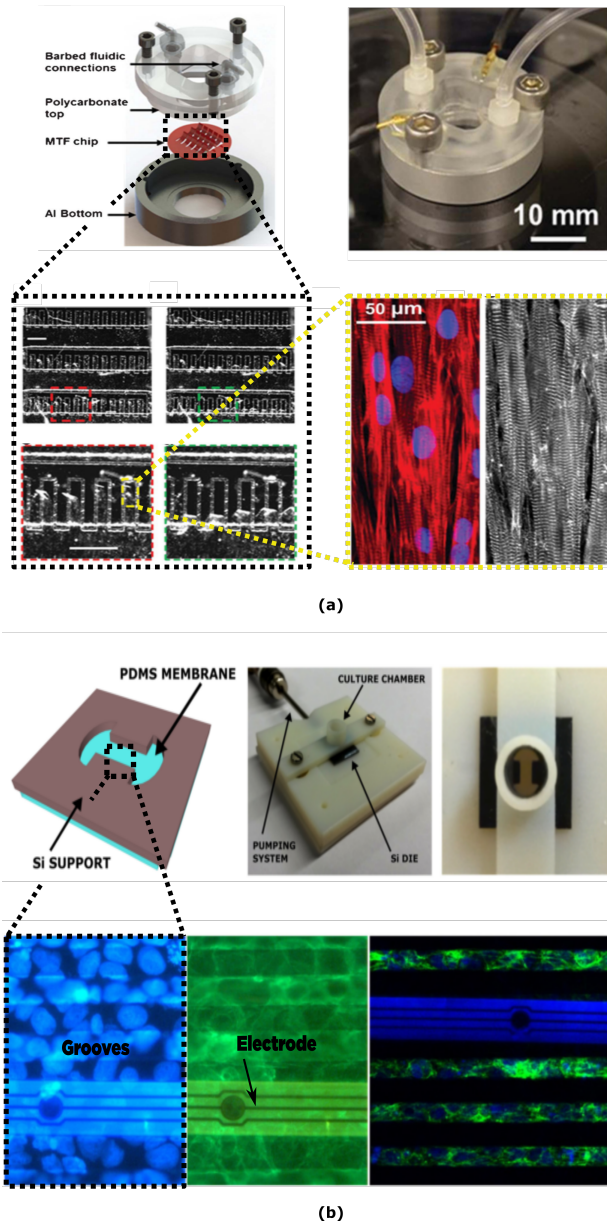 Barbed fluidic
connections
Polycarbonate
top
MTF chip
Al Bottom
10 mm
50 µm
(a)
PDMS MEMBRANE
Si SUPPORT
CULTURE CHAMBER
PUMPING
SYSTEM
Si DIE
Grooves
Electrode
(b)